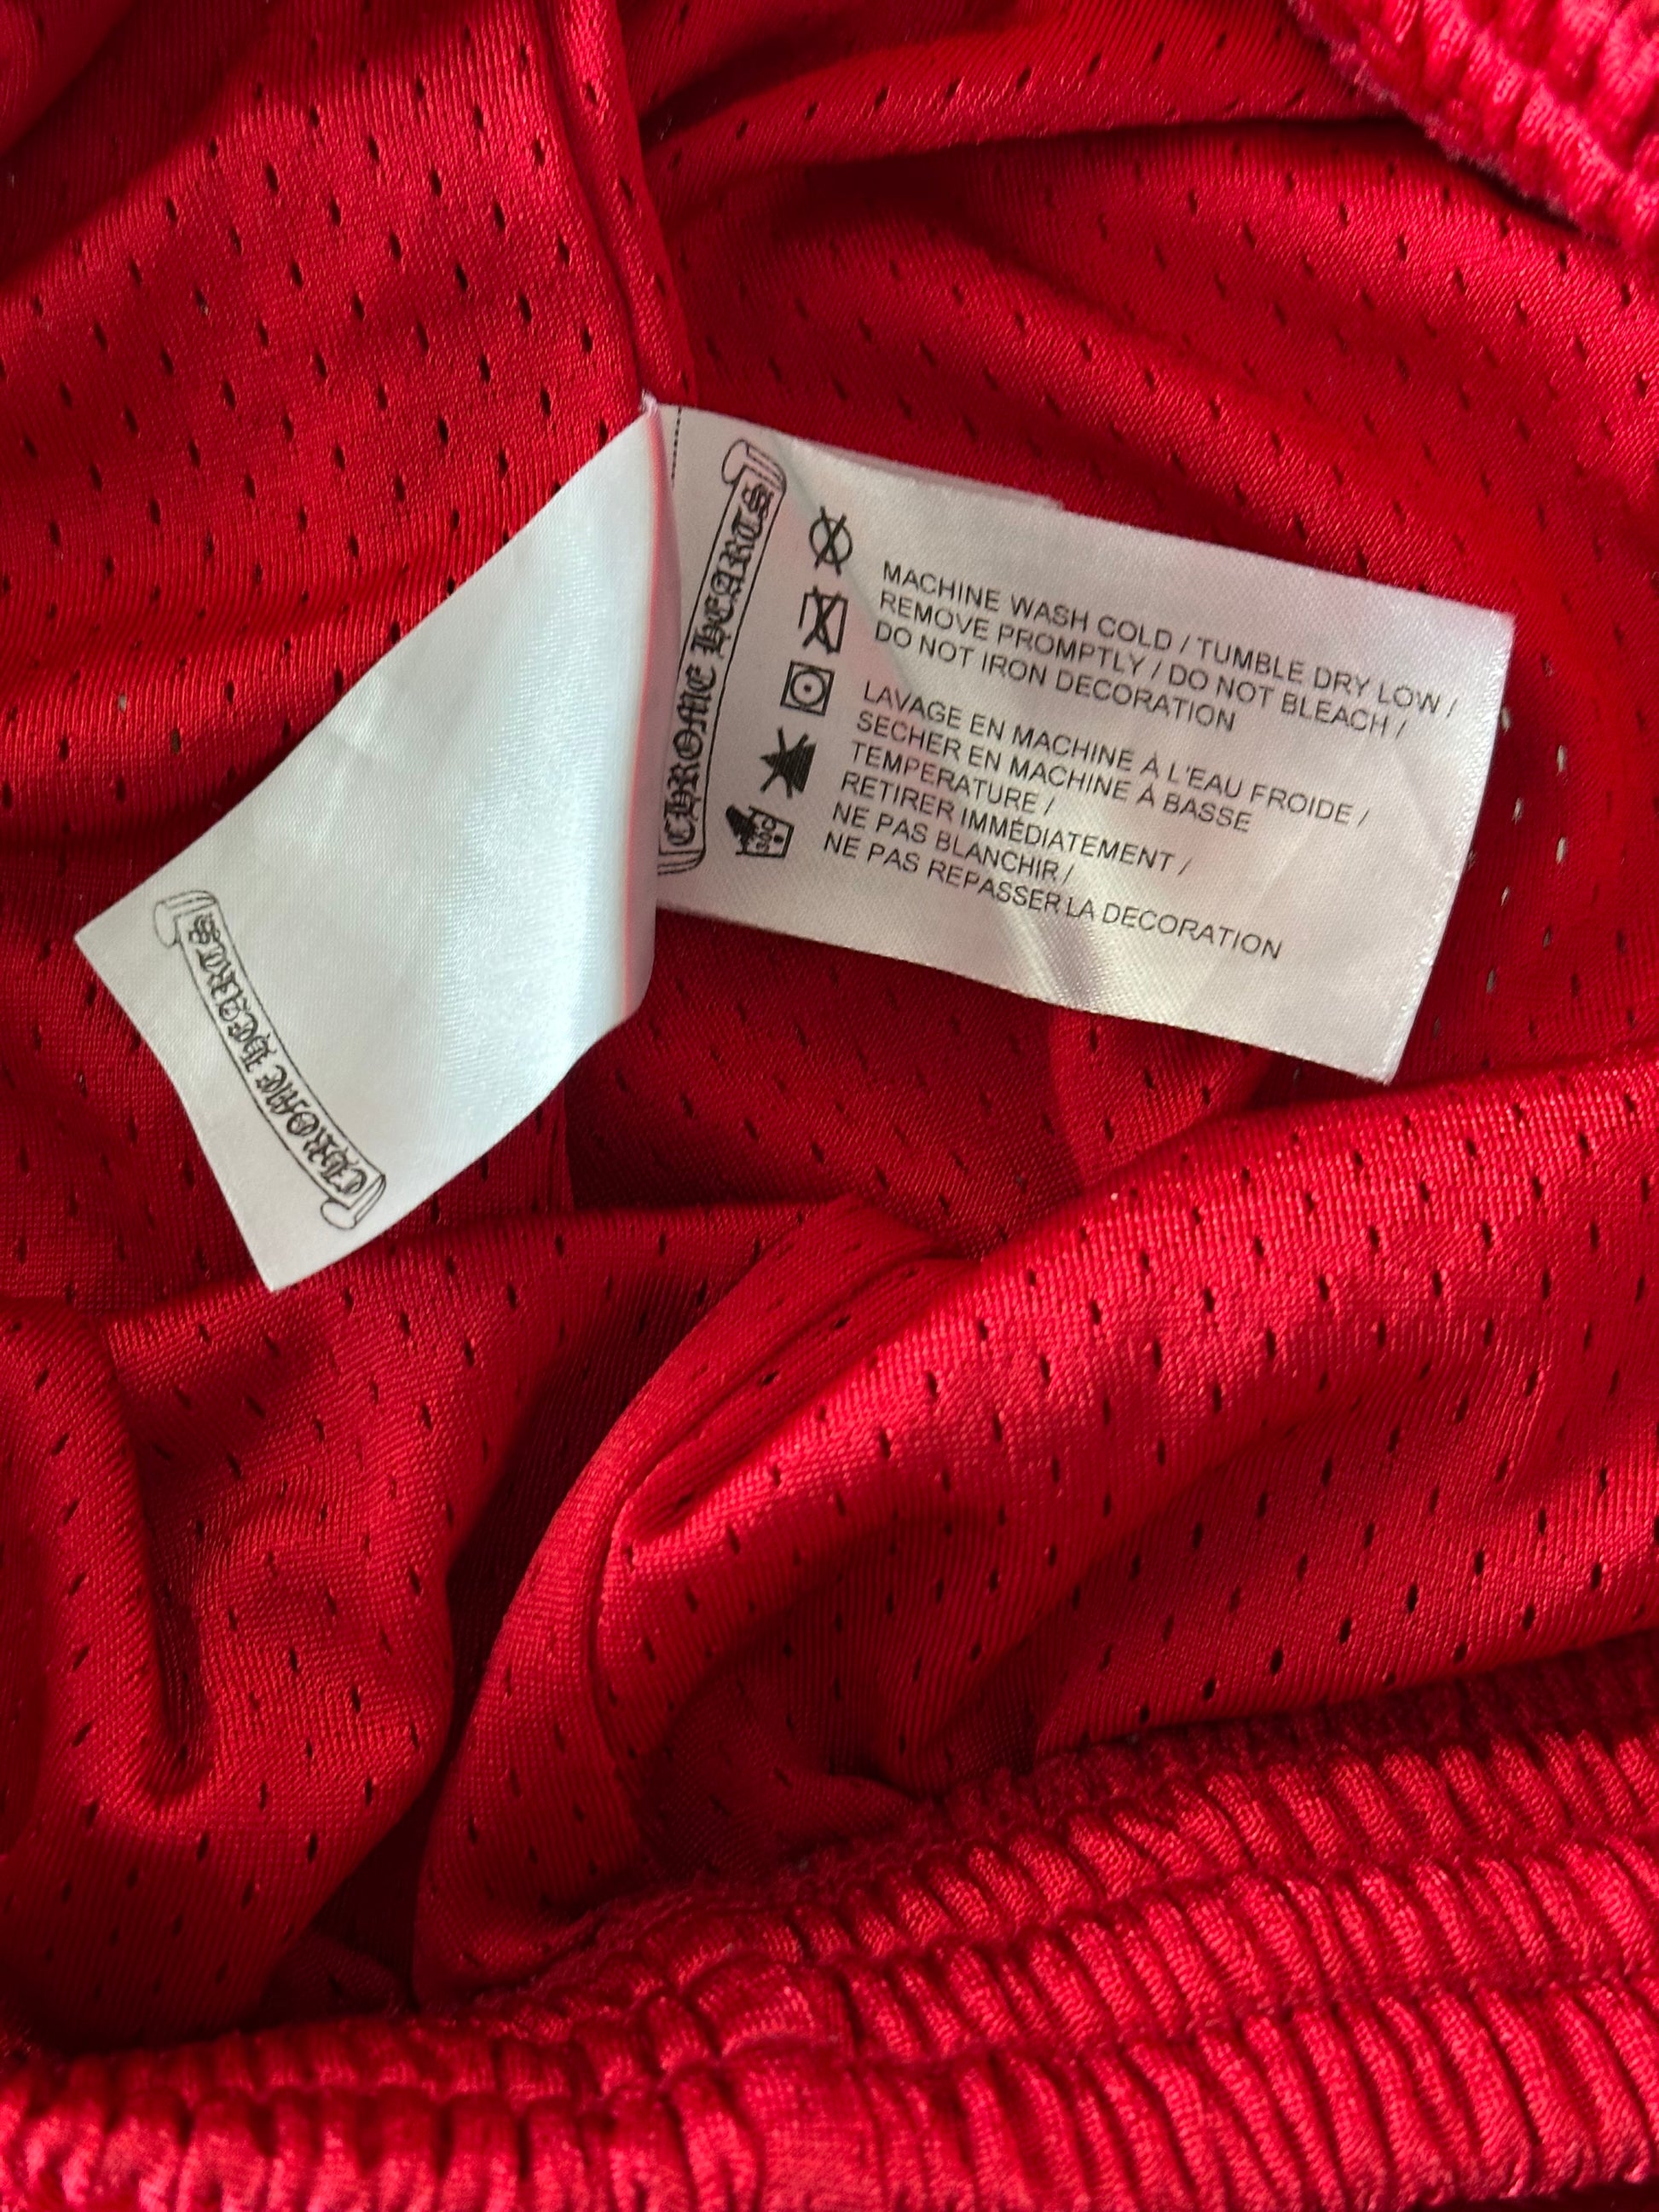 CHROME HEARTS
30C
MACHINE WASH COLD / TUMBLE DRY LOW /
REMOVE PROMPTLY / DO NOT BLEACH /
DO NOT IRON DECORATION
LAVAGE EN MACHINE À L'EAU FROIDE /
SECHER EN MACHINE À BASSE
TEMPERATURE /
RETIRER IMMÉDIATEMENT /
NE PAS BLANCHIR /
NE PAS REPASSER LA DECORATION
CHROME HEARTS